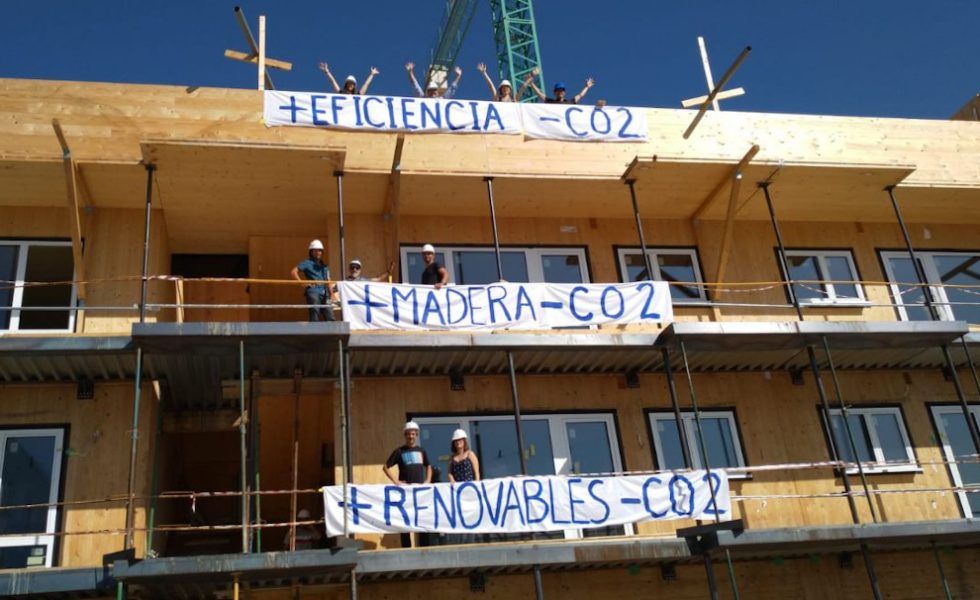 +EFICIENCIA -CO2
+MADERA-CO2
+RENOVABLES-CO2